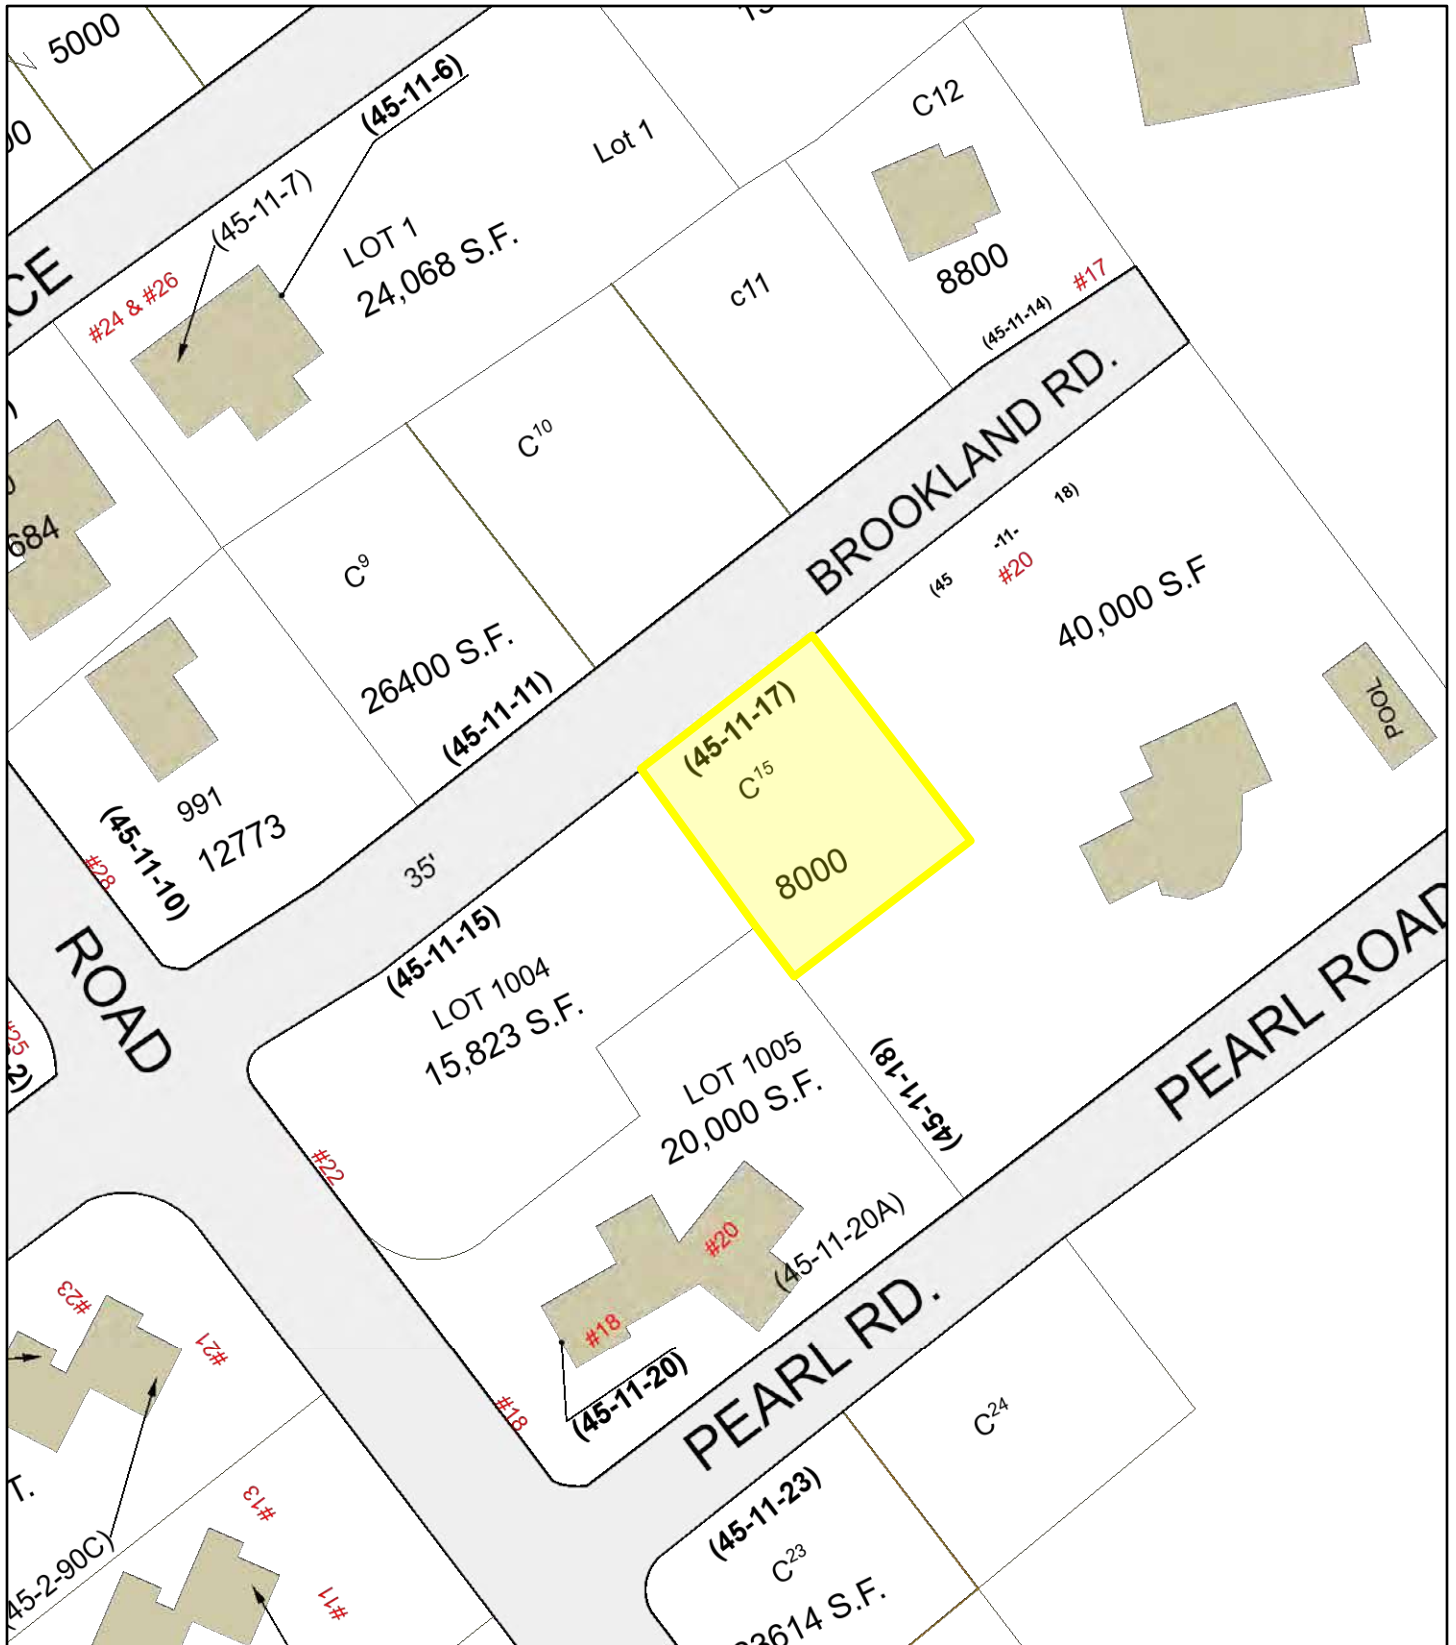 5000
(45-11-6)
C12
Lot 1
(45-11-7)
LOT 1
24,068 S.F.
#24 & #26
8800
#17
c11
(45-11-14)
BROOKLAND RD.
C10
C9
684
26400 S.F.
(45-11-11)
(45 -11- 18)
#20
40,000 S.F
POOL
(45-11-17)
C15
8000
991
12773
(45-11-10)
#28
35'
ROAD
(45-11-15)
LOT 1004
15,823 S.F.
#25
LOT 1005
20,000 S.F.
(45-11-18)
PEARL ROAD
#22
#20
(45-11-20A)
#18
(45-11-20)
PEARL RD.
#18
#23
#21
C24
(45-11-23)
C23
3614 S.F.
#13
45-2-90C)
#11